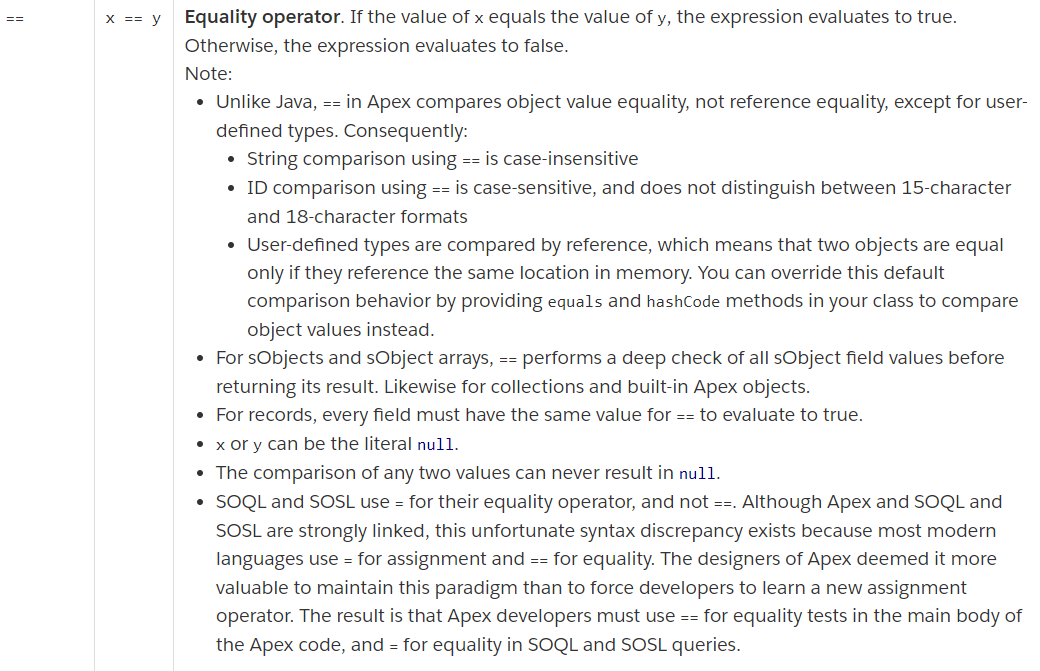 == x == y Equality operator. If the value of x equals the value of y, the expression evaluates to true.
Otherwise, the expression evaluates to false.
Note:
• Unlike Java, == in Apex compares object value equality, not reference equality, except for user-
defined types. Consequently:
• String comparison using == is case-insensitive
• ID comparison using == is case-sensitive, and does not distinguish between 15-character
and 18-character formats
• User-defined types are compared by reference, which means that two objects are equal
only if they reference the same location in memory. You can override this default
comparison behavior by providing equals and hashCode methods in your class to compare
object values instead.
• For sObjects and sObject arrays, == performs a deep check of all sObject field values before
returning its result. Likewise for collections and built-in Apex objects.
• For records, every field must have the same value for == to evaluate to true.
• x or y can be the literal null.
• The comparison of any two values can never result in null.
• SOQL and SOSL use = for their equality operator, and not ==. Although Apex and SOQL and
SOSL are strongly linked, this unfortunate syntax discrepancy exists because most modern
languages use = for assignment and == for equality. The designers of Apex deemed it more
valuable to maintain this paradigm than to force developers to learn a new assignment
operator. The result is that Apex developers must use == for equality tests in the main body of
the Apex code, and = for equality in SOQL and SOSL queries.